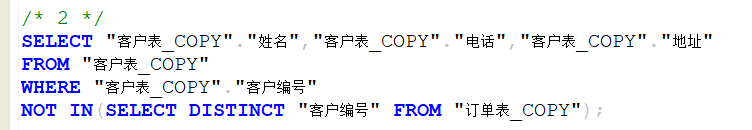 /* 2 */
SELECT "客户表_COPY"."姓名","客户表_COPY"."电话","客户表_COPY"."地址"
FROM "客户表_COPY"
WHERE "客户表_COPY"."客户编号"
NOT IN(SELECT DISTINCT "客户编号" FROM "订单表_COPY");